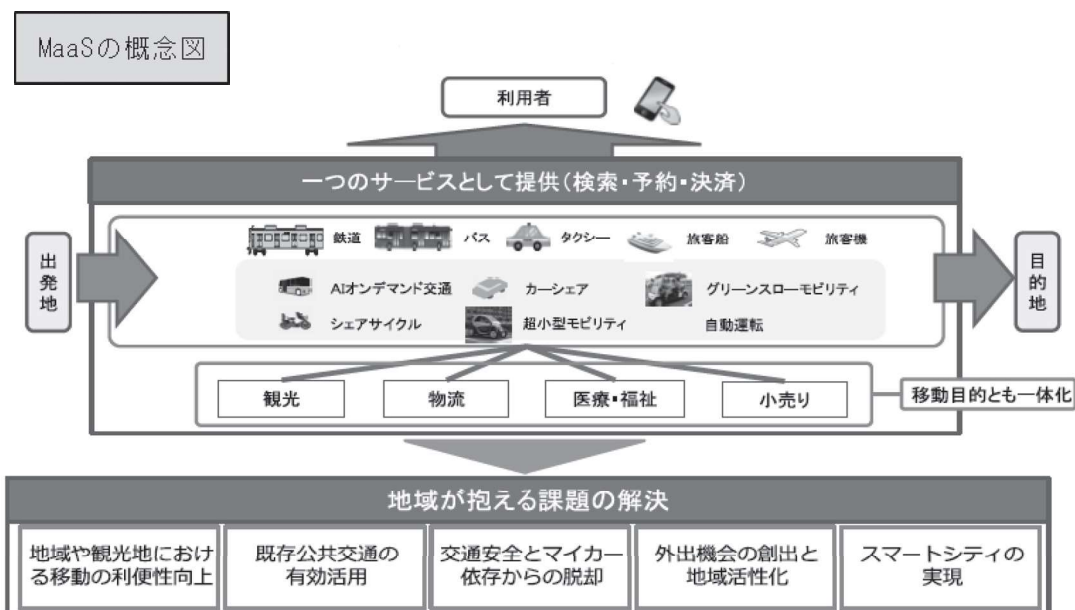 MaaSの概念図
利用者
一つのサービスとして提供(検索・予約・決済)
出発地
鉄道 バス タクシー 旅客船 旅客機
AIオンデマンド交通 カーシェア グリーンスローモビリティ
シェアサイクル 超小型モビリティ 自動運転
目的地
観光 物流 医療・福祉 小売り
移動目的とも一体化
地域が抱える課題の解決
地域や観光地におけ
る移動の利便性向上
既存公共交通の
有効活用
交通安全とマイカー
依存からの脱却
外出機会の創出と
地域活性化
スマートシティの
実現